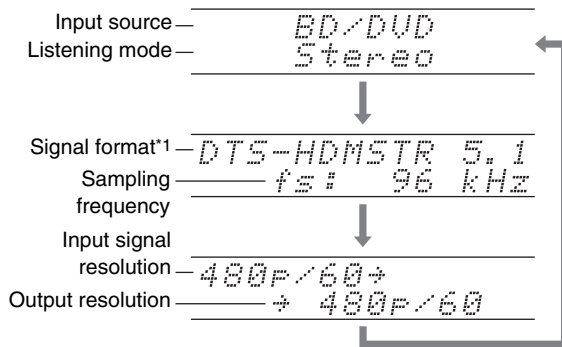 Input source
BD/DVD
Listening mode
Stereo
Signal format*1
DTS-HDMSTR 5.1
Sampling
frequency
fs: 96 kHz
Input signal
resolution
480p/60→
Output resolution
→ 480p/60